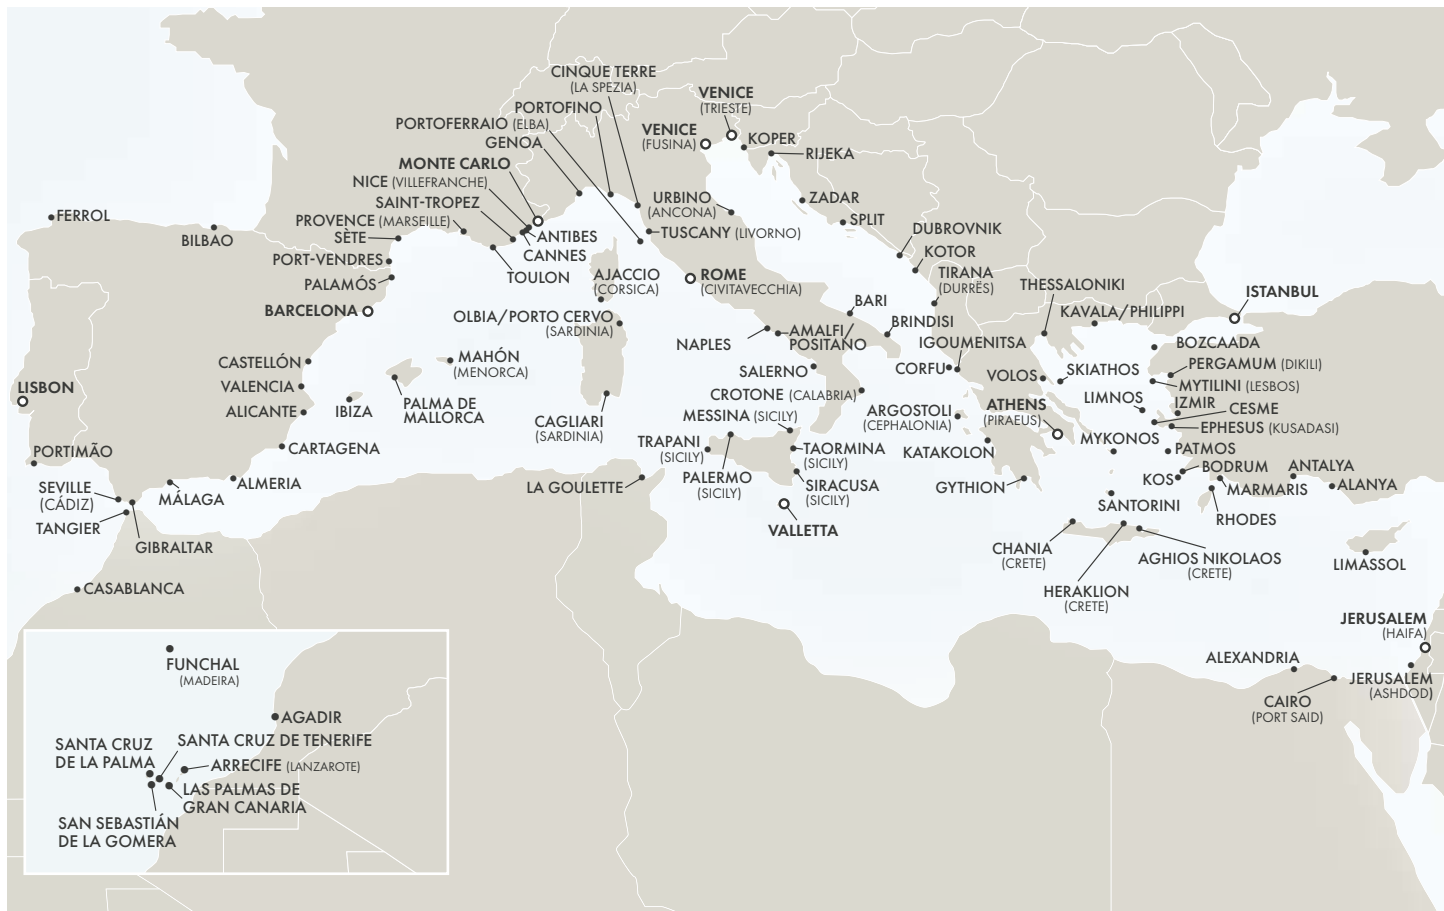 CINQUE TERRE
(LA SPEZIA)
PORTOFINO
PORTOFERRAIO (ELBA)
GENOA
MONTE CARLO
NICE (VILLEFRANCHE)
SAINT-TROPEZ
PROVENCE (MARSEILLE)
SÈTE
PORT-VENDRES
PALAMÓS
BARCELONA
FERROL
BILBAO
VENICE
(TRIESTE)
VENICE
(FUSINA)
KOPER
RIJEKA
URBINO
(ANCONA)
ZADAR
SPLIT
TUSCANY (LIVORNO)
ANTIBES
CANNES
TOULON
AJACCIO
(CORSICA)
ROME
(CIVITAVECCHIA)
DUBROVNIK
KOTOR
TIRANA
(DURRËS)
THESSALONIKI
KAVALA/PHILIPPI
ISTANBUL
OLBIA/PORTO CERVO
(SARDINIA)
BARI
BRINDISI
NAPLES
AMALFI
POSITANO
IGOUMENITSA
BOZCAADA
CASTELLÓN
VALENCIA
ALICANTE
MAHÓN
(MENORCA)
IBIZA
PALMA DE
MALLORCA
CAGLIARI
(SARDINIA)
SALERNO
CROTONE (CALABRIA)
MESSINA (SICILY)
CORFU
VOLOS
SKIATHOS
PERGAMUM (DIKILI)
MYTILINI (LESBOS)
LIMNOS
IZMIR
CESME
EPHESUS (KUSADASI)
ARGOSTOLI
(CEPHALONIA)
ATHENS
(PIRAEUS)
LISBON
PORTIMÃO
CARTAGENA
ALMERIA
MÁLAGA
SEVILLE
(CÁDIZ)
TANGIER
GIBRALTAR
CASABLANCA
LA GOULETTE
TRAPANI
(SICILY)
PALERMO
(SICILY)
TAORMINA
(SICILY)
SIRACUSA
(SICILY)
VALLETTA
KATAKOLON
GYTHION
MYKONOS
PATMOS
KOS
BODRUM
MARMARIS
ANTALYA
ALANYA
SANTORINI
RHODES
CHANIA
(CRETE)
HERAKLION
(CRETE)
AGHIOS NIKOLAOS
(CRETE)
LIMASSOL
JERUSALEM
(HAIFA)
ALEXANDRIA
JERUSALEM
(ASHDOD)
CAIRO
(PORT SAID)
FUNCHAL
(MADEIRA)
AGADIR
SANTA CRUZ
DE LA PALMA
SANTA CRUZ DE TENERIFE
ARRECIFE (LANZAROTE)
LAS PALMAS DE
GRAN CANARIA
SAN SEBASTIÁN
DE LA GOMERA